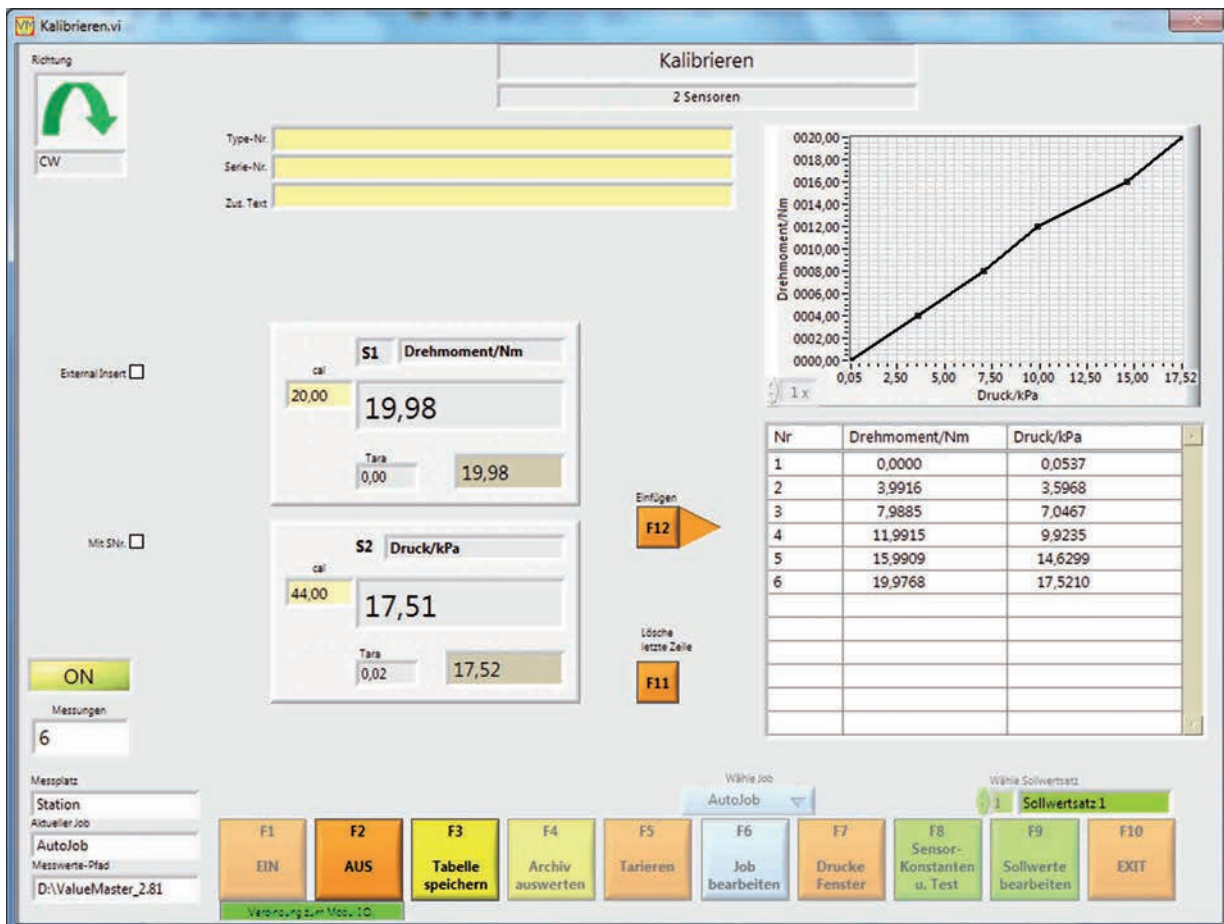 Kalibrieren.vi
Richtung
CW
Kalibrieren
2 Sensoren
Type-Nr.
Serie-Nr.
Zus. Text
0020,00
0018,00
0016,00
0014,00
0012,00
0010,00
0008,00
0006,00
0004,00
0002,00
0000,00
Drehmoment/Nm
0,05 2,50 5,00 7,50 10,00 12,50 15,00 17,52
1 x
Druck/kPa
External Insert
S1 Drehmoment/Nm
cal
20,00
19,98
Tara
0,00
19,98
Mit SNr.
S2 Druck/kPa
cal
44,00
17,51
Tara
0,02
17,52
Einfügen
F12
Lösche
letzte Zeile
F11
Nr Drehmoment/Nm Druck/kPa
1 0,0000 0,0537
2 3,9916 3,5968
3 7,9885 7,0467
4 11,9915 9,9235
5 15,9909 14,6299
6 19,9768 17,5210
ON
Messungen
6
Messplatz
Station
Aktueller Job
AutoJob
Messwerte-Pfad
D:\ValueMaster_2.81
Wähle Job
AutoJob
Wähle Sollwertsatz
1 Sollwertsatz 1
F1
EIN
F2
AUS
F3
Tabelle
speichern
F4
Archiv
auswerten
F5
Tarieren
F6
Job
bearbeiten
F7
Drucke
Fenster
F8
Sensor-
Konstanten
u. Test
F9
Sollwerte
bearbeiten
F10
EXIT
Verbindung zum Modul